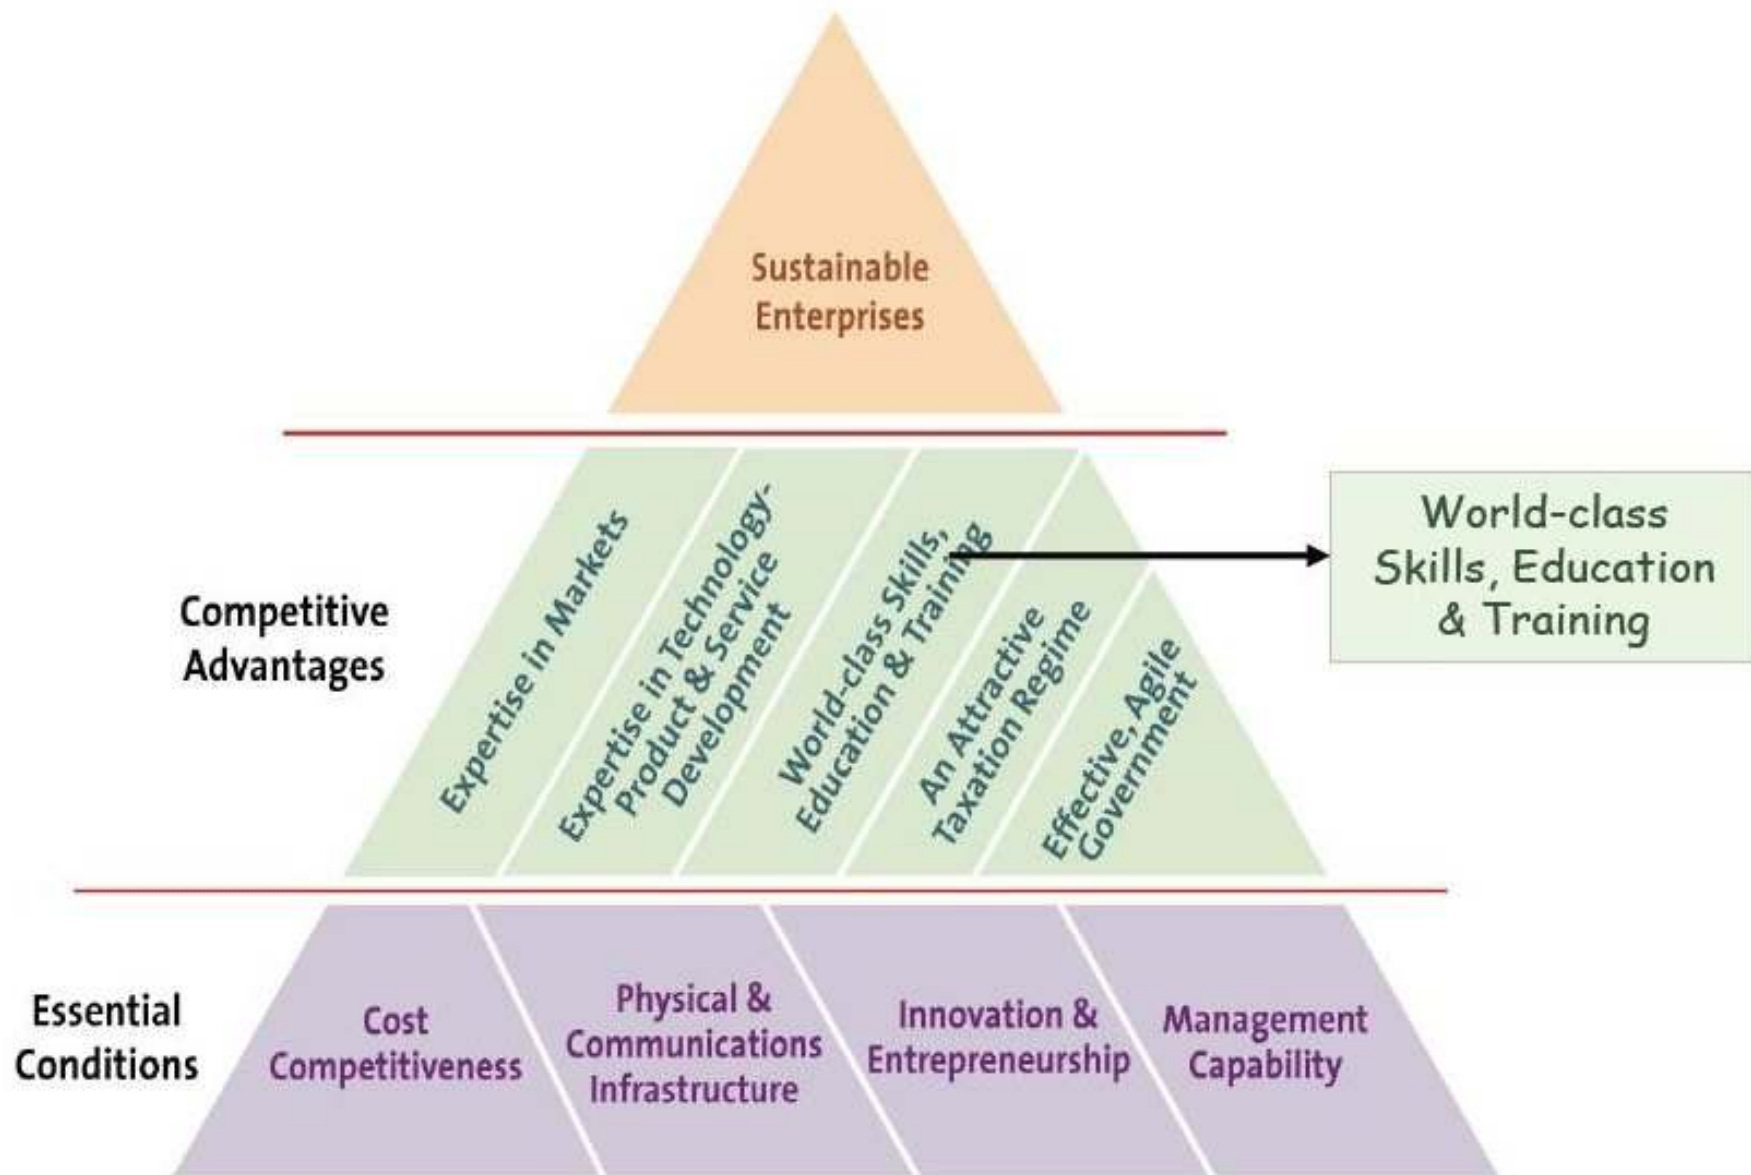 Sustainable
Enterprises
Competitive
Advantages
Expertise in Markets
Expertise in Technology-
Product & Service
Development
World-class Skills,
Education & Training
An Attractive
Taxation Regime
Effective, Agile
Government
World-class
Skills, Education
& Training
Essential
Conditions
Cost
Competitiveness
Physical &
Communications
Infrastructure
Innovation &
Entrepreneurship
Management
Capability